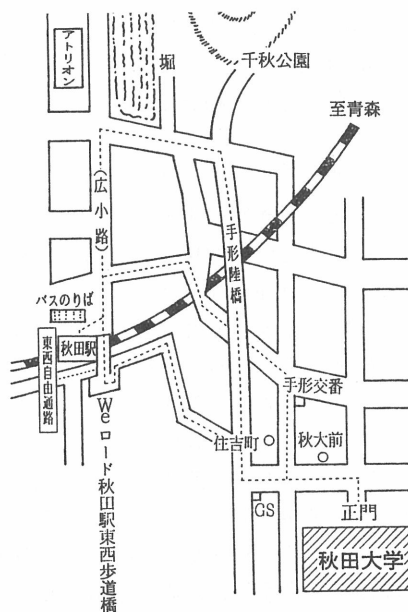 アトリオン
堀
千秋公園
至青森
(広小路)
手形陸橋
バスのりば
秋田駅
東西自由通路
Weロード秋田駅東西歩道橋
手形交番
住吉町
秋大前
GS
正門
秋田大学